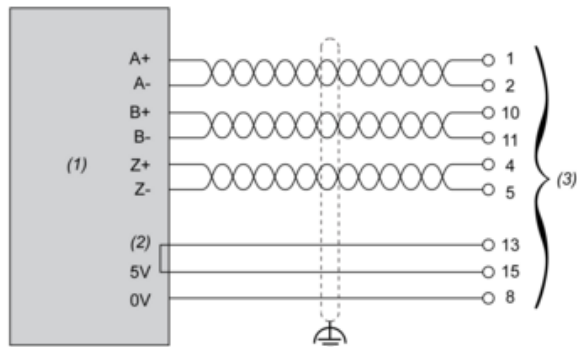 A+ 1
A- 2
B+ 10
B- 11
(1) Z+ 4 (3)
Z- 5
(2) 13
5V 15
0V 8